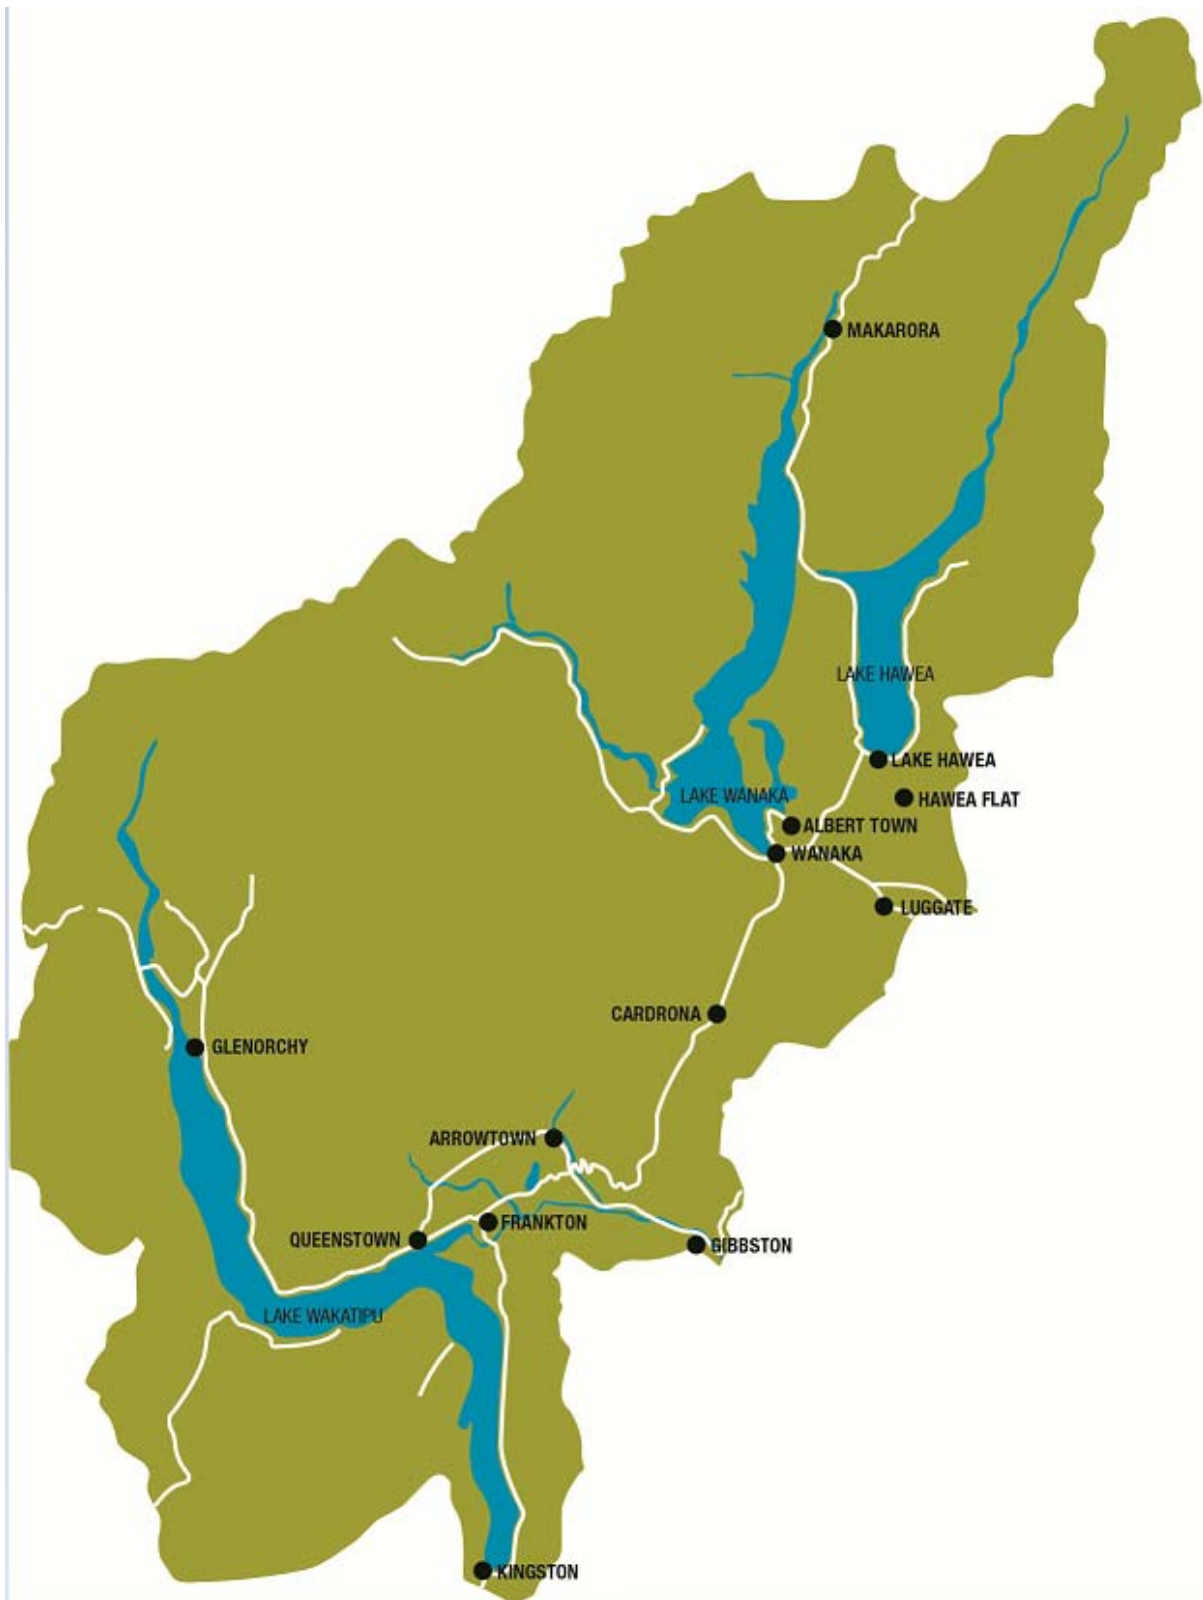 MAKARORA
LAKE HAWEA
LAKE HAWEA
LAKE WANAKA
HAWEA FLAT
ALBERT TOWN
WANAKA
LUGGATE
CARDRONA
GLENORCHY
ARROWTOWN
FRANKTON
QUEENSTOWN
GIBBSTON
LAKE WAKATIPU
KINGSTON